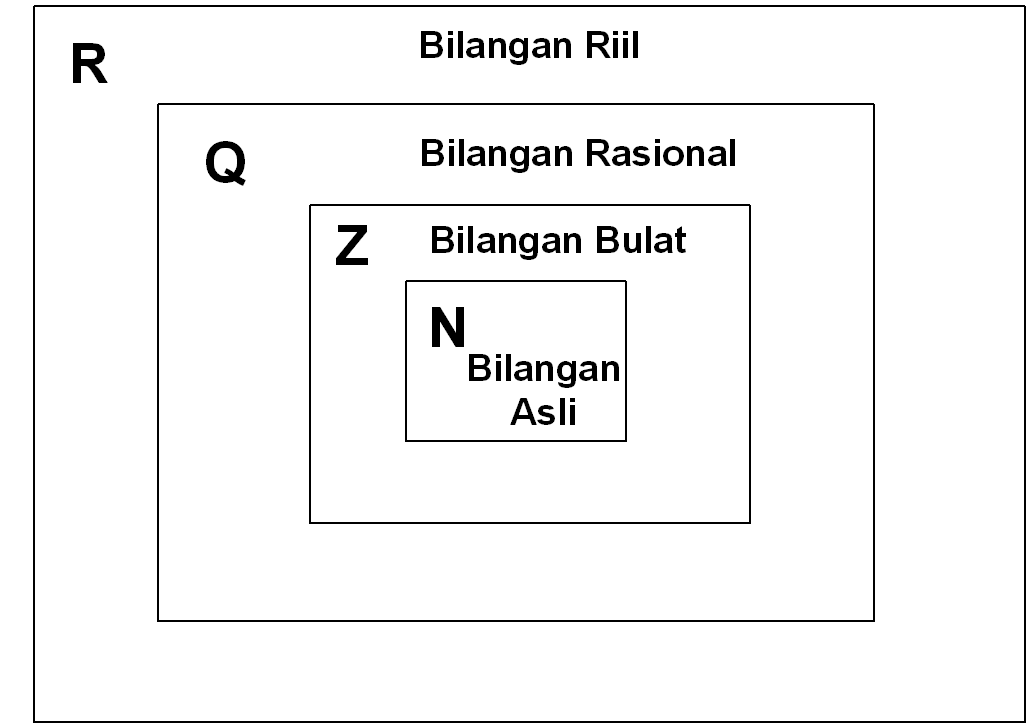 R
Bilangan Riil
Q
Bilangan Rasional
Z
Bilangan Bulat
N
Bilangan
Asli